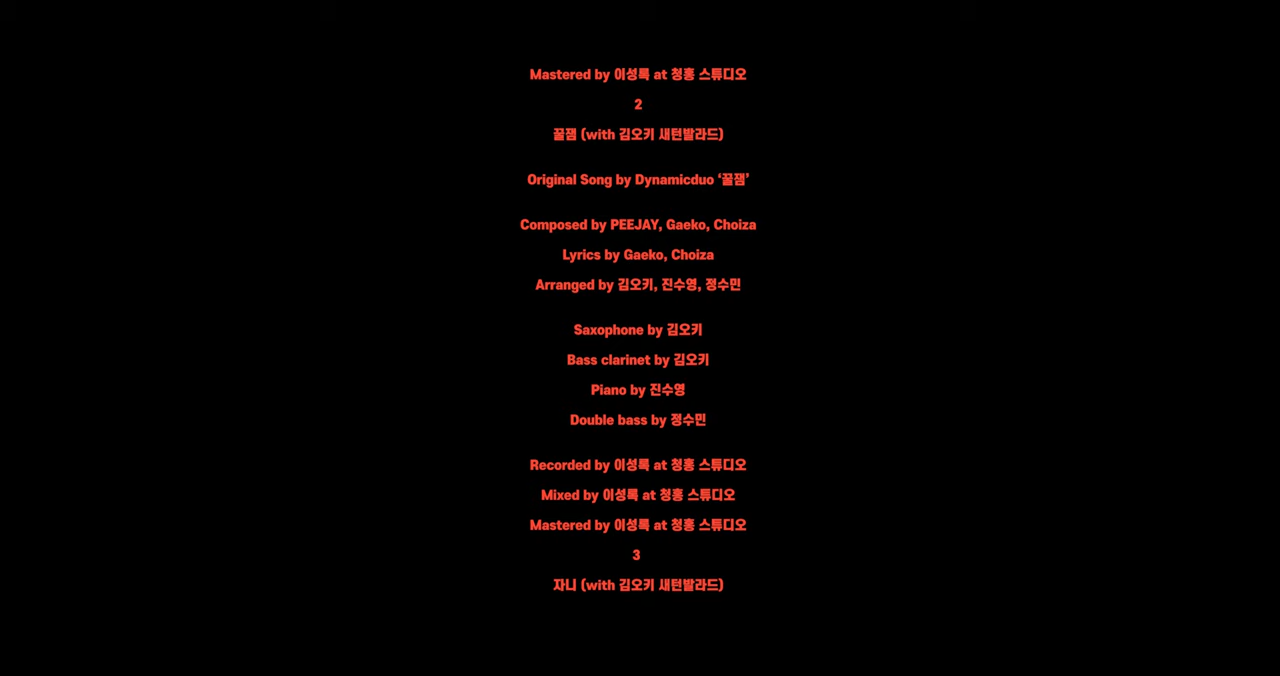 Mastered by 이성록 at 청홍 스튜디오
2
꿀잼 (with 김오키 새턴발라드)
Original Song by Dynamicduo ‘꿀잼’
Composed by PEEJAY, Gaeko, Choiza
Lyrics by Gaeko, Choiza
Arranged by 김오키, 진수영, 정수민
Saxophone by 김오키
Bass clarinet by 김오키
Piano by 진수영
Double bass by 정수민
Recorded by 이성록 at 청홍 스튜디오
Mixed by 이성록 at 청홍 스튜디오
Mastered by 이성록 at 청홍 스튜디오
3
자니 (with 김오키 새턴발라드)